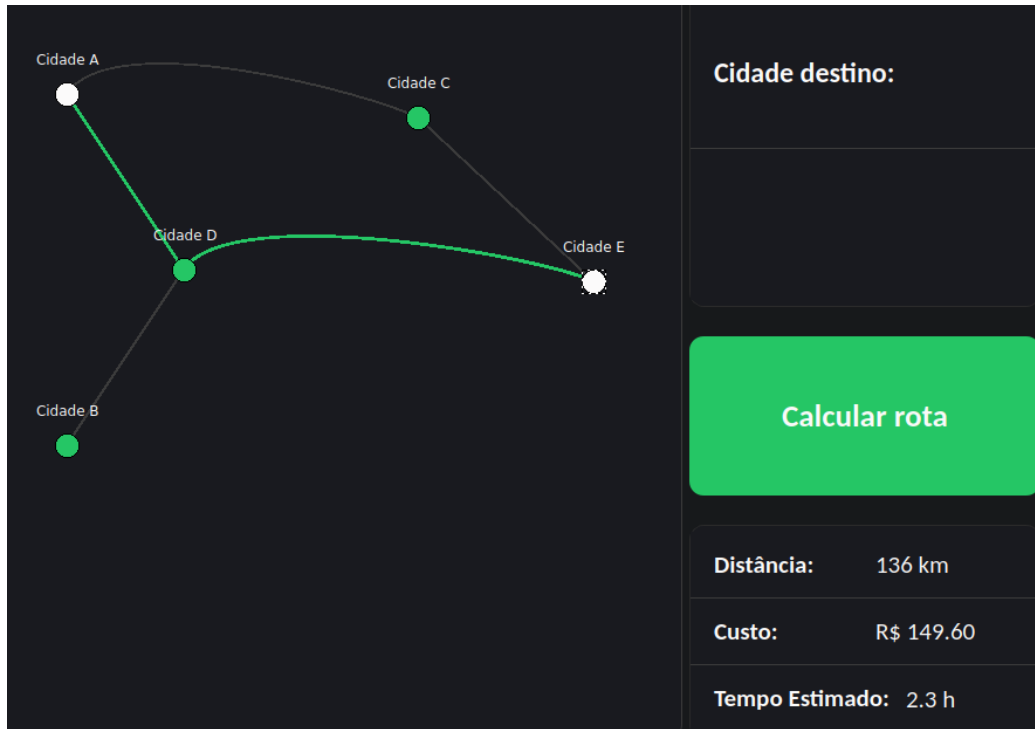 Cidade A
Cidade C
Cidade D
Cidade E
Cidade B
Cidade destino:
Calcular rota
Distância: 136 km
Custo: R$ 149.60
Tempo Estimado: 2.3 h